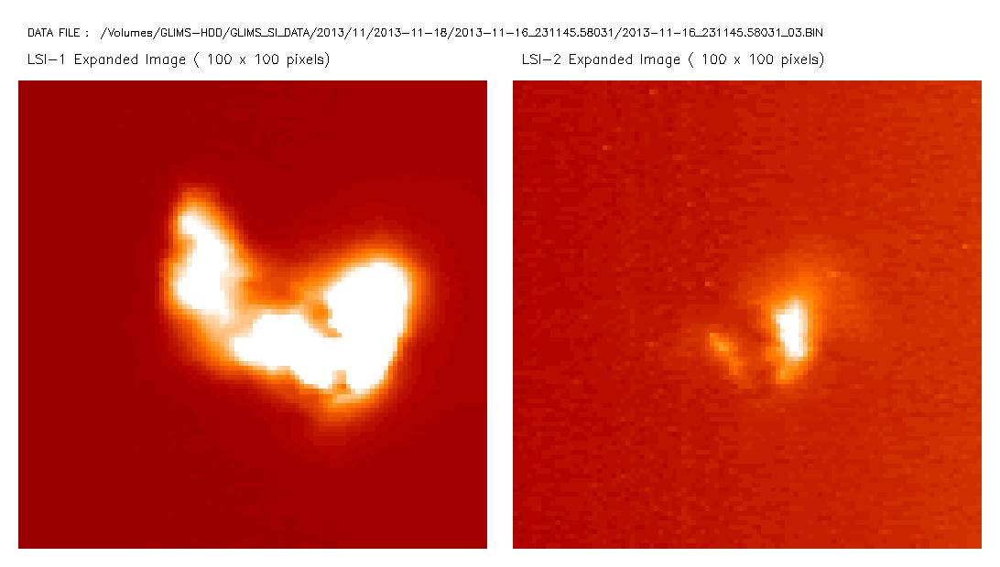 DATA FILE : /Volumes/GLIMS-HDD/GLIMS_SI_DATA/2013/11/2013-11-18/2013-11-16_231145.58031/2013-11-16_231145.58031_03.BIN
LSI-1 Expanded Image ( 100 x 100 pixels)
LSI-2 Expanded Image ( 100 x 100 pixels)